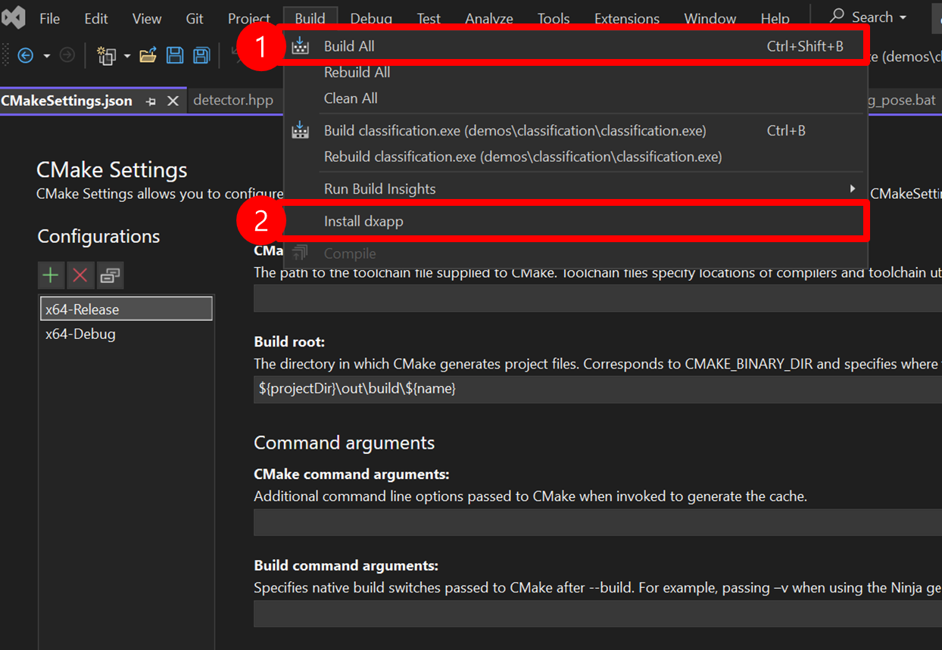 File Edit View Git Project Build Debug Test Analyze Tools Extensions Window Help Search
1 Build All Ctrl+Shift+B
(demos\c
Rebuild All
CMakeSettings.json detector.hpp Clean All g_pose.bat
Build classification.exe (demos\classification\classification.exe) Ctrl+B
Rebuild classification.exe (demos\classification\classification.exe)
CMake Settings
Run Build Insights
CMake Settings allows you to configure CMakeSetti
2 Install dxapp
Configurations
CMa
Compile
The path to the toolchain file supplied to CMake. Toolchain files specify locations of compilers and toolchain ut
x64-Release
x64-Debug
Build root:
The directory in which CMake generates project files. Corresponds to CMAKE_BINARY_DIR and specifies where
${projectDir}\out\build\${name}
Command arguments
CMake command arguments:
Additional command line options passed to CMake when invoked to generate the cache.
Build command arguments:
Specifies native build switches passed to CMake after --build. For example, passing –v when using the Ninja ge